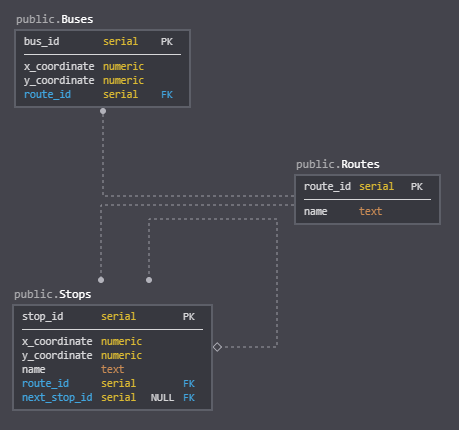 public.Buses
bus_id serial PK
x_coordinate numeric
y_coordinate numeric
route_id serial FK
public.Routes
route_id serial PK
name text
public.Stops
stop_id serial PK
x_coordinate numeric
y_coordinate numeric
name text
route_id serial FK
next_stop_id serial NULL FK